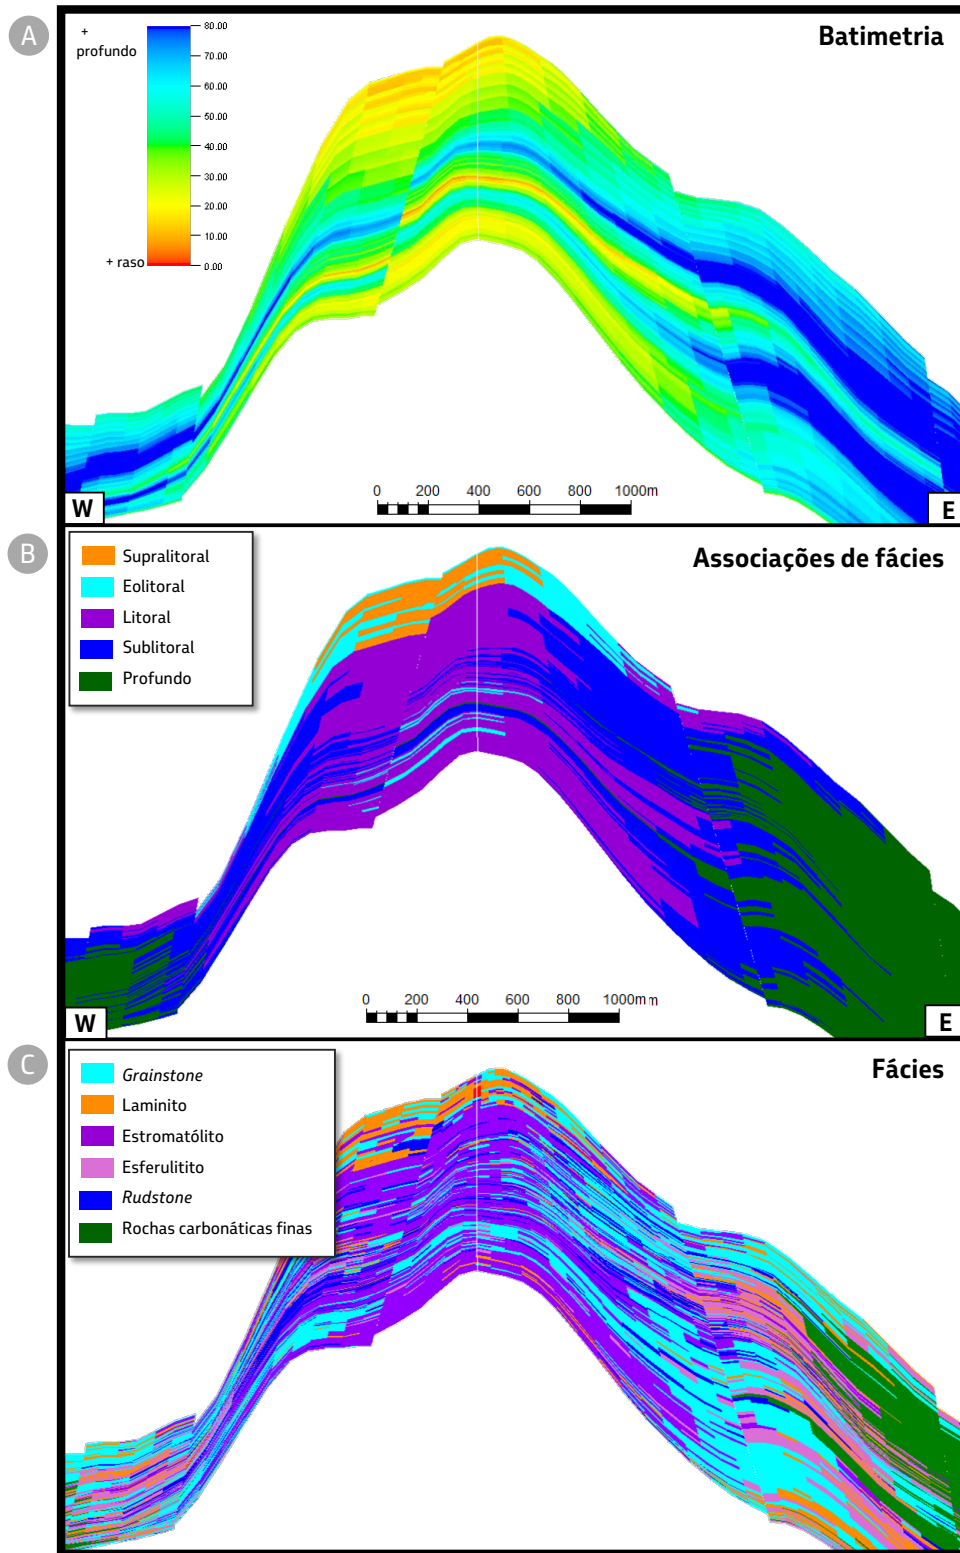 A
Batimetria
+
profundo
80.00
70.00
60.00
50.00
40.00
30.00
20.00
10.00
0.00
+ raso
0 200 400 600 800 1000m
W
E
B
Associações de fácies
Supralitoral
Eolitoral
Litoral
Sublitoral
Profundo
0 200 400 600 800 1000m m
W
E
C
Fácies
Grainstone
Laminito
Estromatólito
Esferulitito
Rudstone
Rochas carbonáticas finas